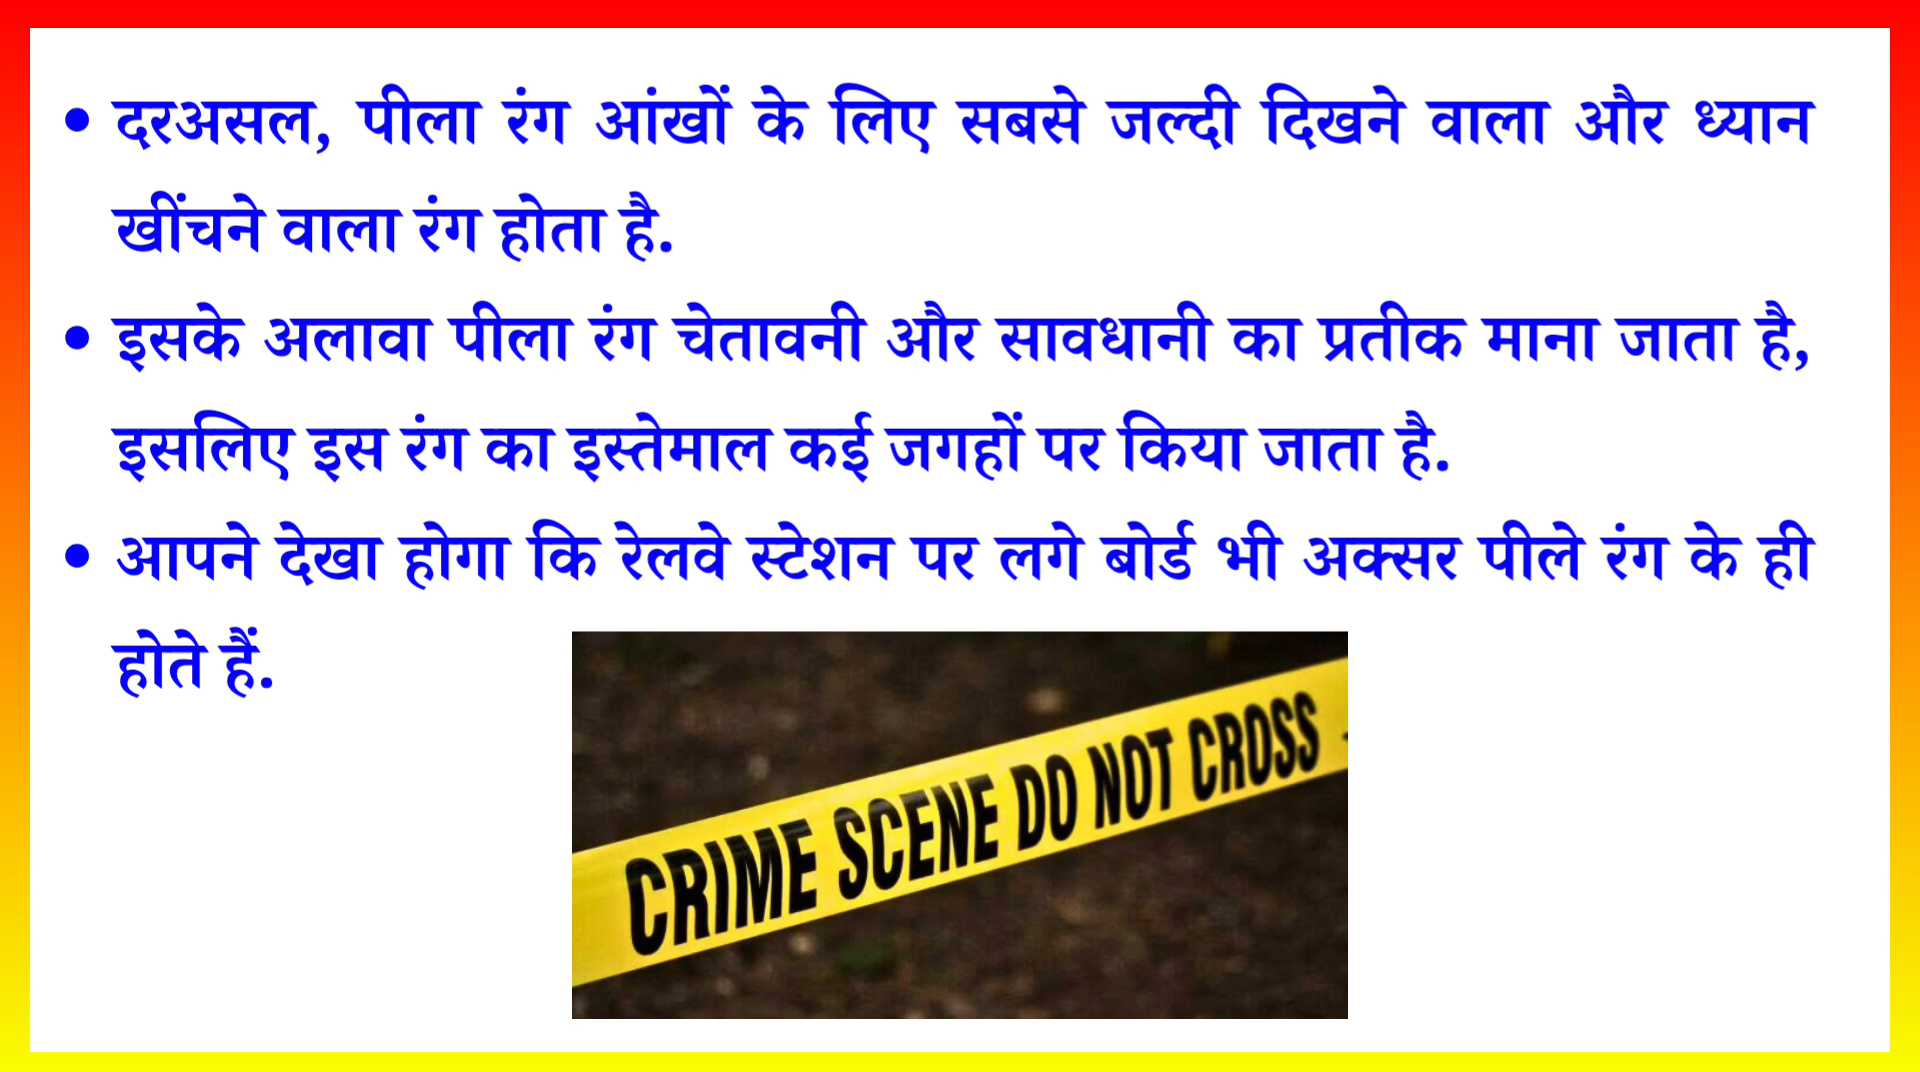 • दरअसल, पीला रंग आंखों के लिए सबसे जल्दी दिखने वाला और ध्यान
खींचने वाला रंग होता है.
• इसके अलावा पीला रंग चेतावनी और सावधानी का प्रतीक माना जाता है,
इसलिए इस रंग का इस्तेमाल कई जगहों पर किया जाता है.
• आपने देखा होगा कि रेलवे स्टेशन पर लगे बोर्ड भी अक्सर पीले रंग के ही
होते हैं.
CRIME SCENE DO NOT CROSS